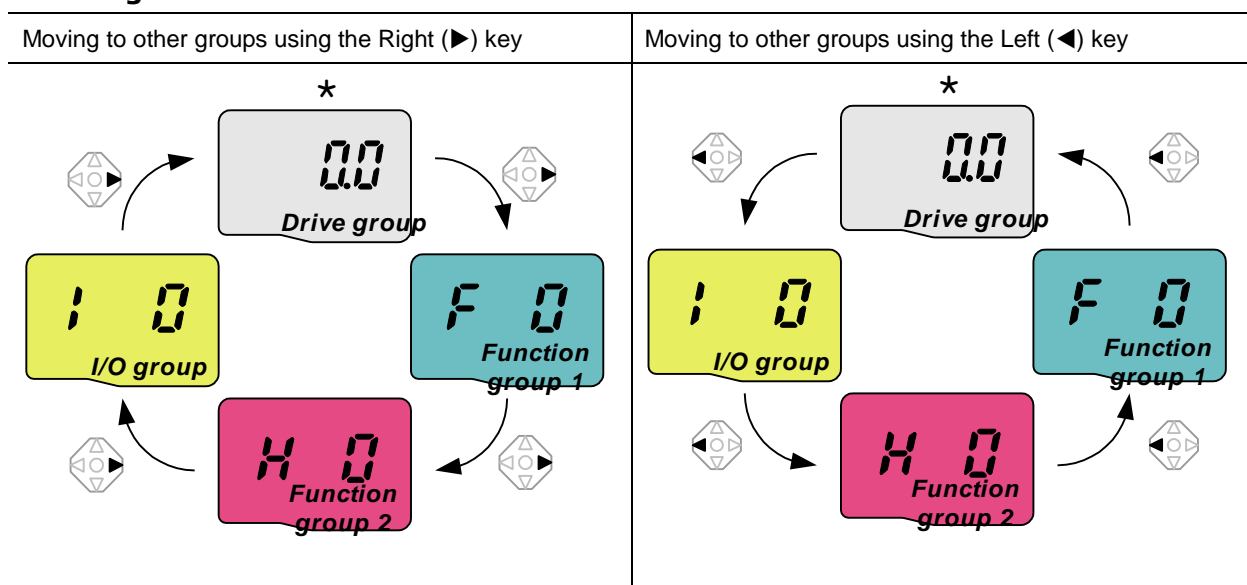 Moving to other groups using the Right (▶) key
Moving to other groups using the Left (◀) key
*
0.0
Drive group
I 0
I/O group
F 0
Function
group 1
H 0
Function
group 2
*
0.0
Drive group
I 0
I/O group
F 0
Function
group 1
H 0
Function
group 2